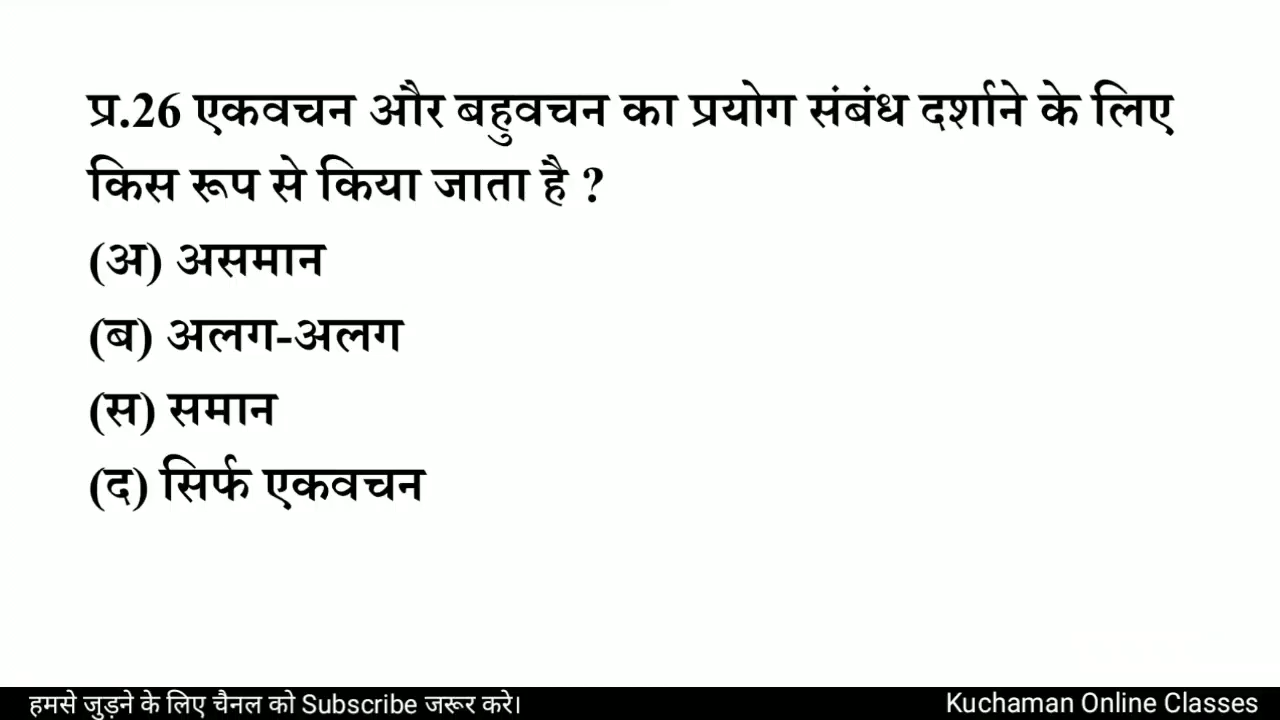 प्र.26 एकवचन और बहुवचन का प्रयोग संबंध दर्शाने के लिए
किस रूप से किया जाता है ?
(अ) असमान
(ब) अलग-अलग
(स) समान
(द) सिर्फ एकवचन
हमसे जुड़ने के लिए चैनल को Subscribe जरूर करे।
Kuchaman Online Classes